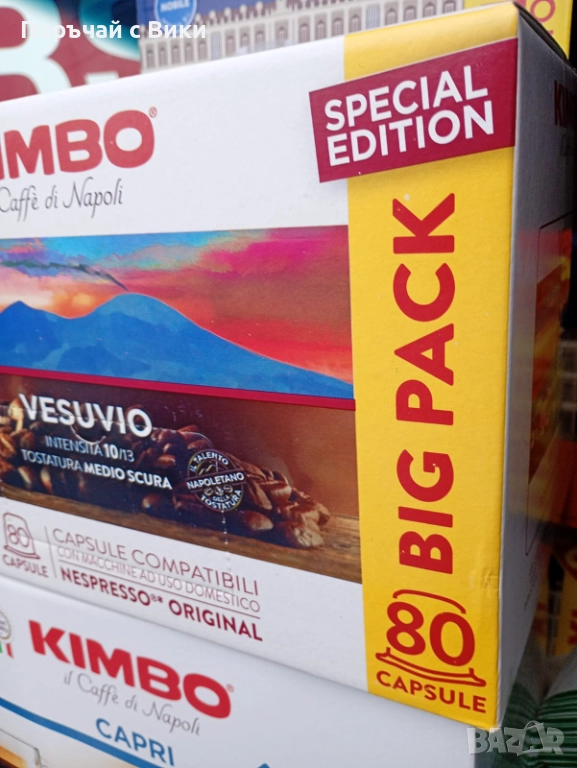 Поръчай с Вики
NOBILE
SPECIAL
EDITION
KIMBO®
Caffè di Napoli
BIG PACK
VESUVIO
INTENSITÀ 10/13
TOSTATURA MEDIO SCURA
IL TALENTO
NAPOLETANO
DELLA
TOSTATURA
80
CAPSULE
CAPSULE COMPATIBILI
CON MACCHINE AD USO DOMESTICO
NESPRESSO®* ORIGINAL
80
CAPSULE
KIMBO®
il Caffè di Napoli
CAPRI
BAZAR